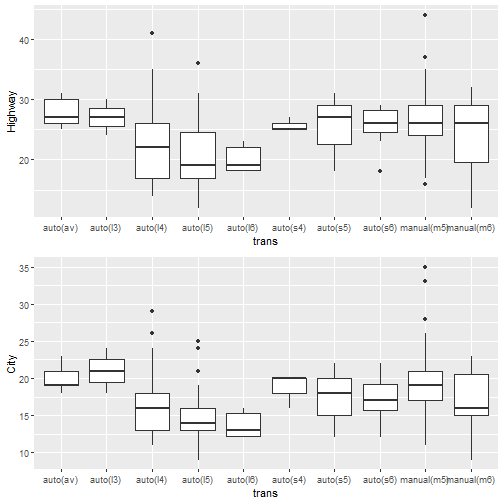 Highway
40
30
20
auto(av) auto(l3) auto(l4) auto(l5) auto(l6) auto(s4) auto(s5) auto(s6) manual(m5) manual(m6)
trans
City
35
30
25
20
15
10
auto(av) auto(l3) auto(l4) auto(l5) auto(l6) auto(s4) auto(s5) auto(s6) manual(m5) manual(m6)
trans